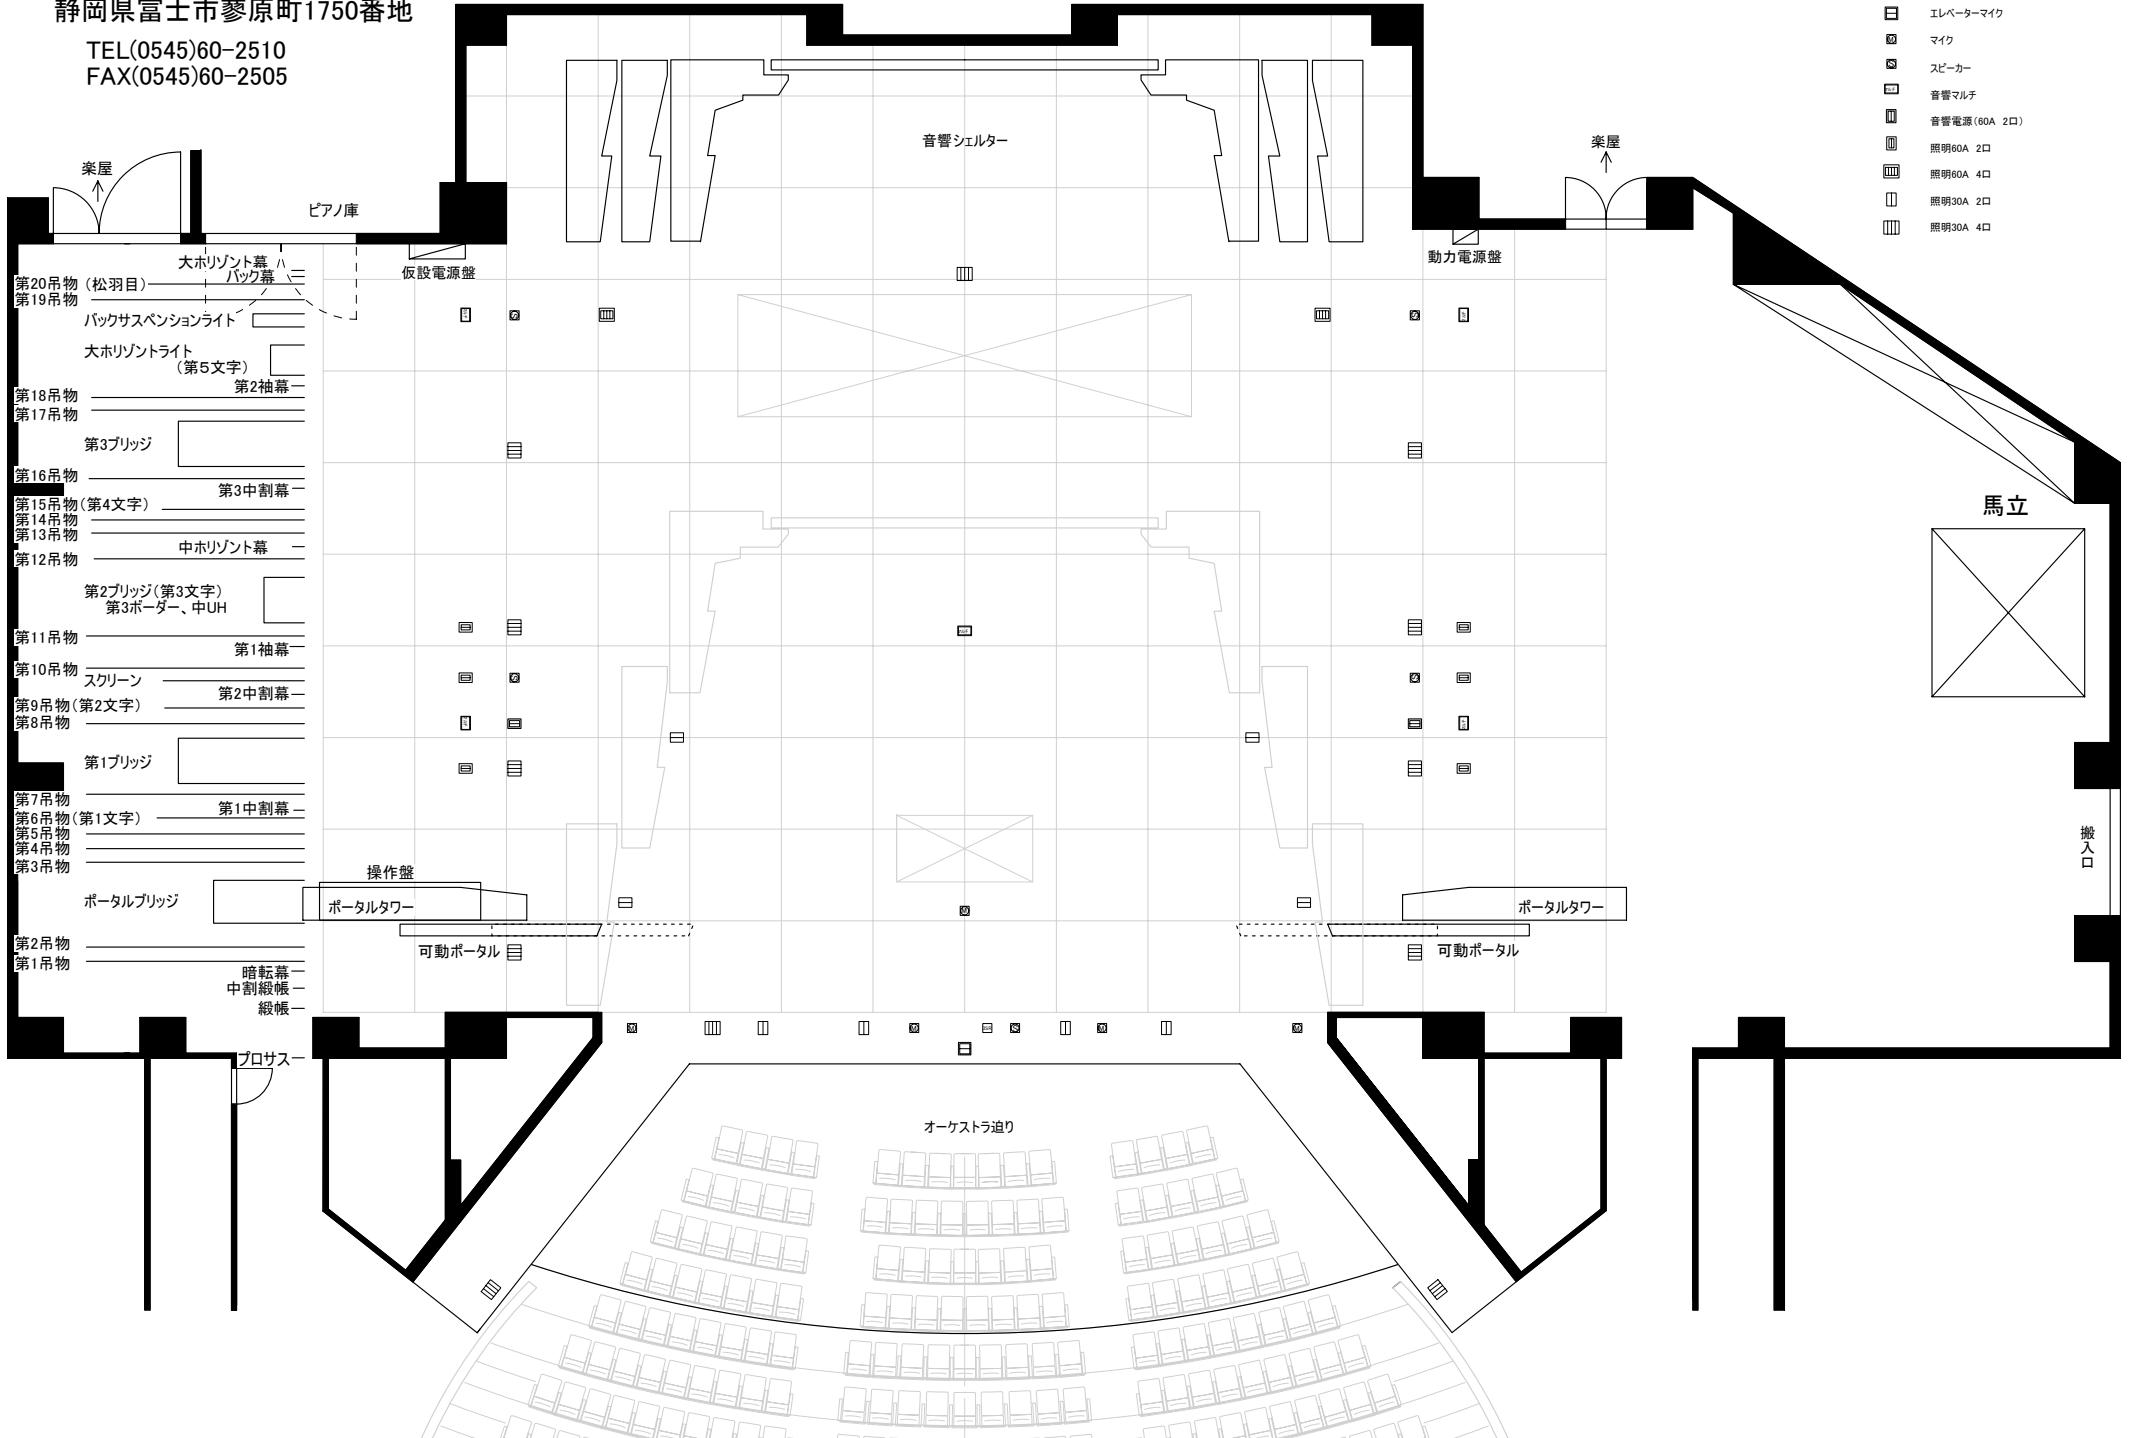 静岡県富士市蓼原町1750番地
TEL(0545)60-2510
FAX(0545)60-2505
エレベーターマイク
マイク
スピーカー
音響マルチ
音響電源(60A 2口)
照明60A 2口
照明60A 4口
照明30A 2口
照明30A 4口
楽屋
ピアノ庫
音響シェルター
楽屋
仮設電源盤
動力電源盤
大ホリゾント幕
バック幕
第20吊物(松羽目)
第19吊物
バックサスペンションライト
大ホリゾントライト
(第5文字)
第2袖幕
第18吊物
第17吊物
第3ブリッジ
第16吊物
第3中割幕
第15吊物(第4文字)
第14吊物
第13吊物
中ホリゾント幕
第12吊物
第2ブリッジ(第3文字)
第3ボーダー、中UH
第11吊物
第1袖幕
第10吊物
スクリーン
第2中割幕
第9吊物(第2文字)
第8吊物
第1ブリッジ
第7吊物
第1中割幕
第6吊物(第1文字)
第5吊物
第4吊物
第3吊物
ポータルブリッジ
第2吊物
第1吊物
暗転幕
中割緞帳
緞帳
プロサス
操作盤
ポータルタワー
可動ポータル
ポータルタワー
可動ポータル
馬立
搬入口
オーケストラ迫り